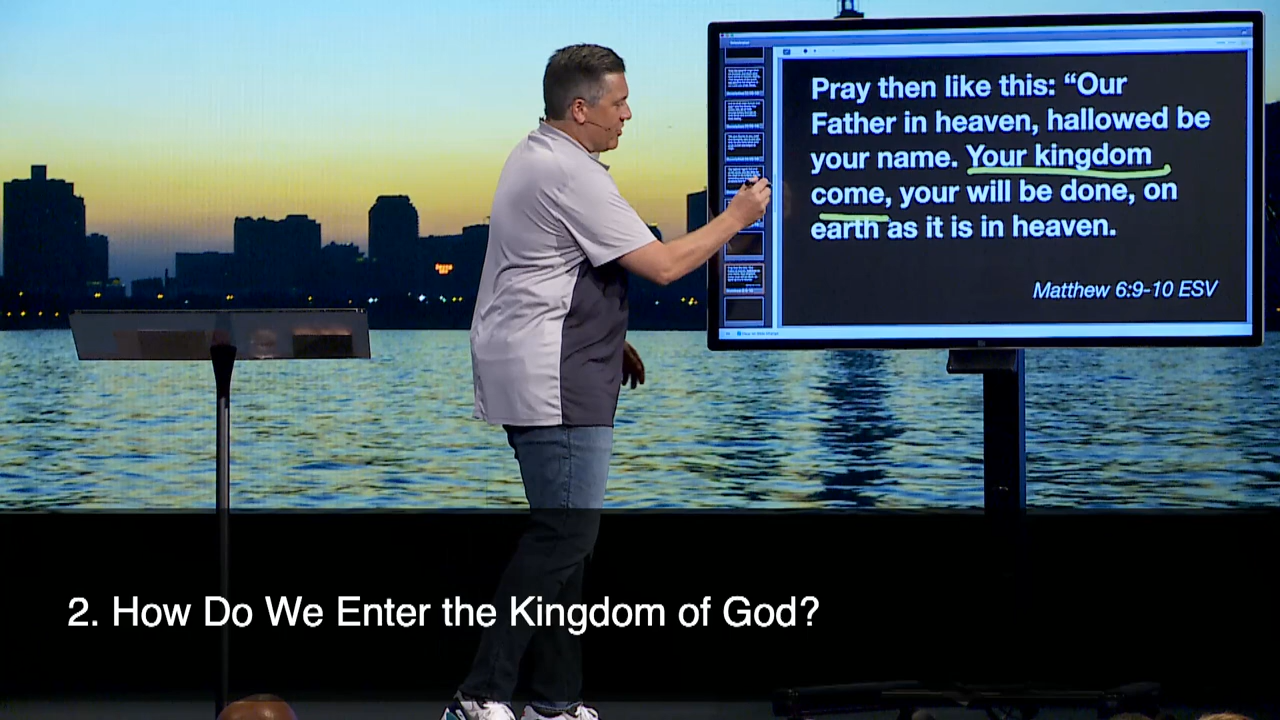 Pray then like this: “Our
Father in heaven, hallowed be
your name. Your kingdom
come, your will be done, on
earth as it is in heaven.
Matthew 6:9-10 ESV
2. How Do We Enter the Kingdom of God?